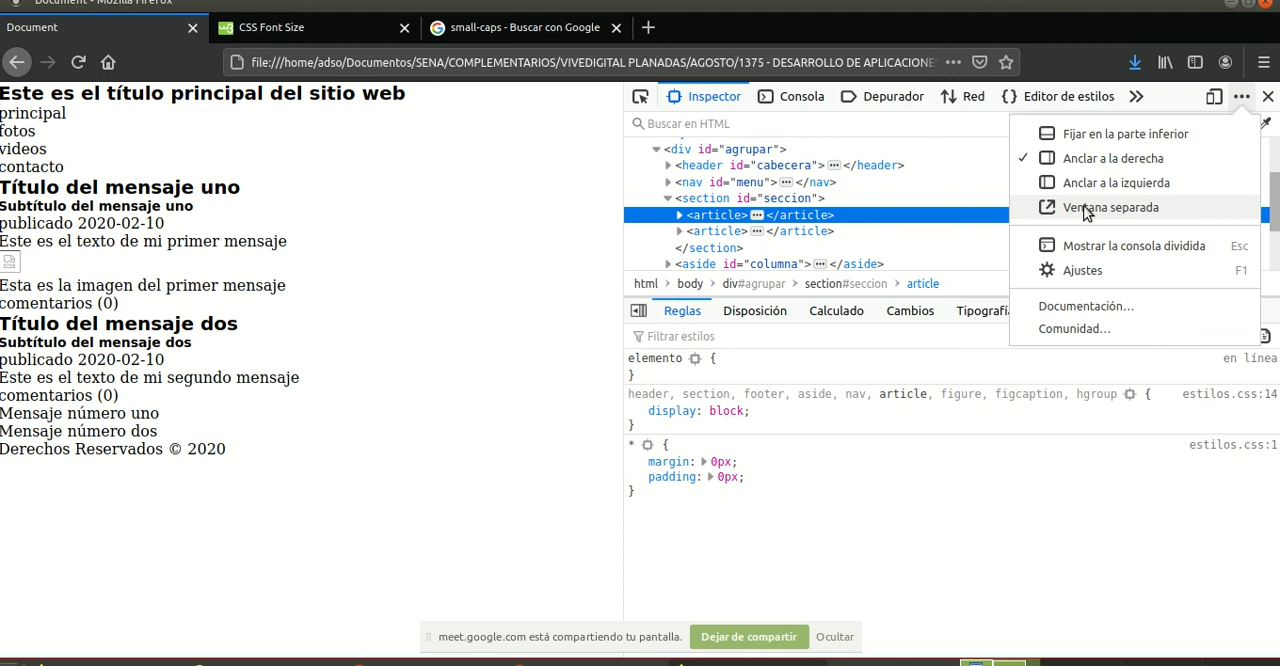 Document - Mozilla Firefox
Document
CSS Font Size
small-caps - Buscar con Google
file:///home/adso/Documentos/SENA/COMPLEMENTARIOS/VIVEDIGITAL PLANADAS/AGOSTO/1375 - DESARROLLO DE APLICACIONE
Este es el título principal del sitio web
principal
fotos
videos
contacto
Título del mensaje uno
Subtítulo del mensaje uno
publicado 2020-02-10
Este es el texto de mi primer mensaje
Esta es la imagen del primer mensaje
comentarios (0)
Título del mensaje dos
Subtítulo del mensaje dos
publicado 2020-02-10
Este es el texto de mi segundo mensaje
comentarios (0)
Mensaje número uno
Mensaje número dos
Derechos Reservados © 2020
Inspector Consola Depurador Red Editor de estilos
Buscar en HTML
<div id="agrupar">
<header id="cabecera"> </header>
<nav id="menu"> </nav>
<section id="seccion">
<article> </article>
<article> </article>
</section>
<aside id="columna"> </aside>
html body div#agrupar section#seccion article
Reglas Disposición Calculado Cambios Tipografí
Filtrar estilos
elemento { en línea
}
header, section, footer, aside, nav, article, figure, figcaption, hgroup { estilos.css:14
display: block;
}
* { estilos.css:1
margin: 0px;
padding: 0px;
}
Fijar en la parte inferior
Anclar a la derecha
Anclar a la izquierda
Ventana separada
Mostrar la consola dividida Esc
Ajustes F1
Documentación...
Comunidad...
meet.google.com está compartiendo tu pantalla. Dejar de compartir Ocultar